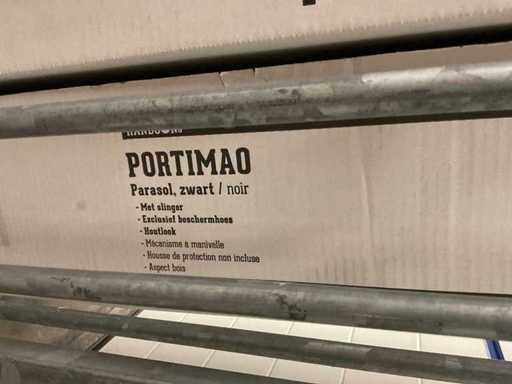 PORTIMAO
Parasol, zwart / noir
- Met slinger
- Exclusief beschermhoes
- Houtlook
- Mécanisme à manivelle
- Housse de protection non incluse
- Aspect bois